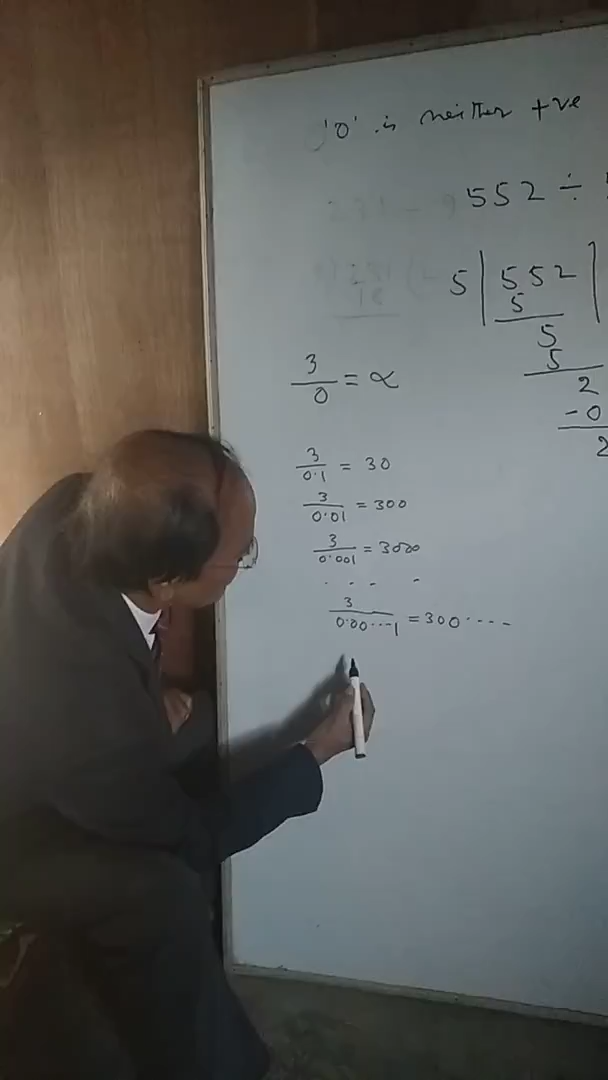 '0' is neither +ve
552 ÷
5 | 552 |
5
5
5
2
-0
2
3/0 = ∝
3/0.1 = 30
3/0.01 = 300
3/0.001 = 3000
. . . .
3/0.00...1 = 300....